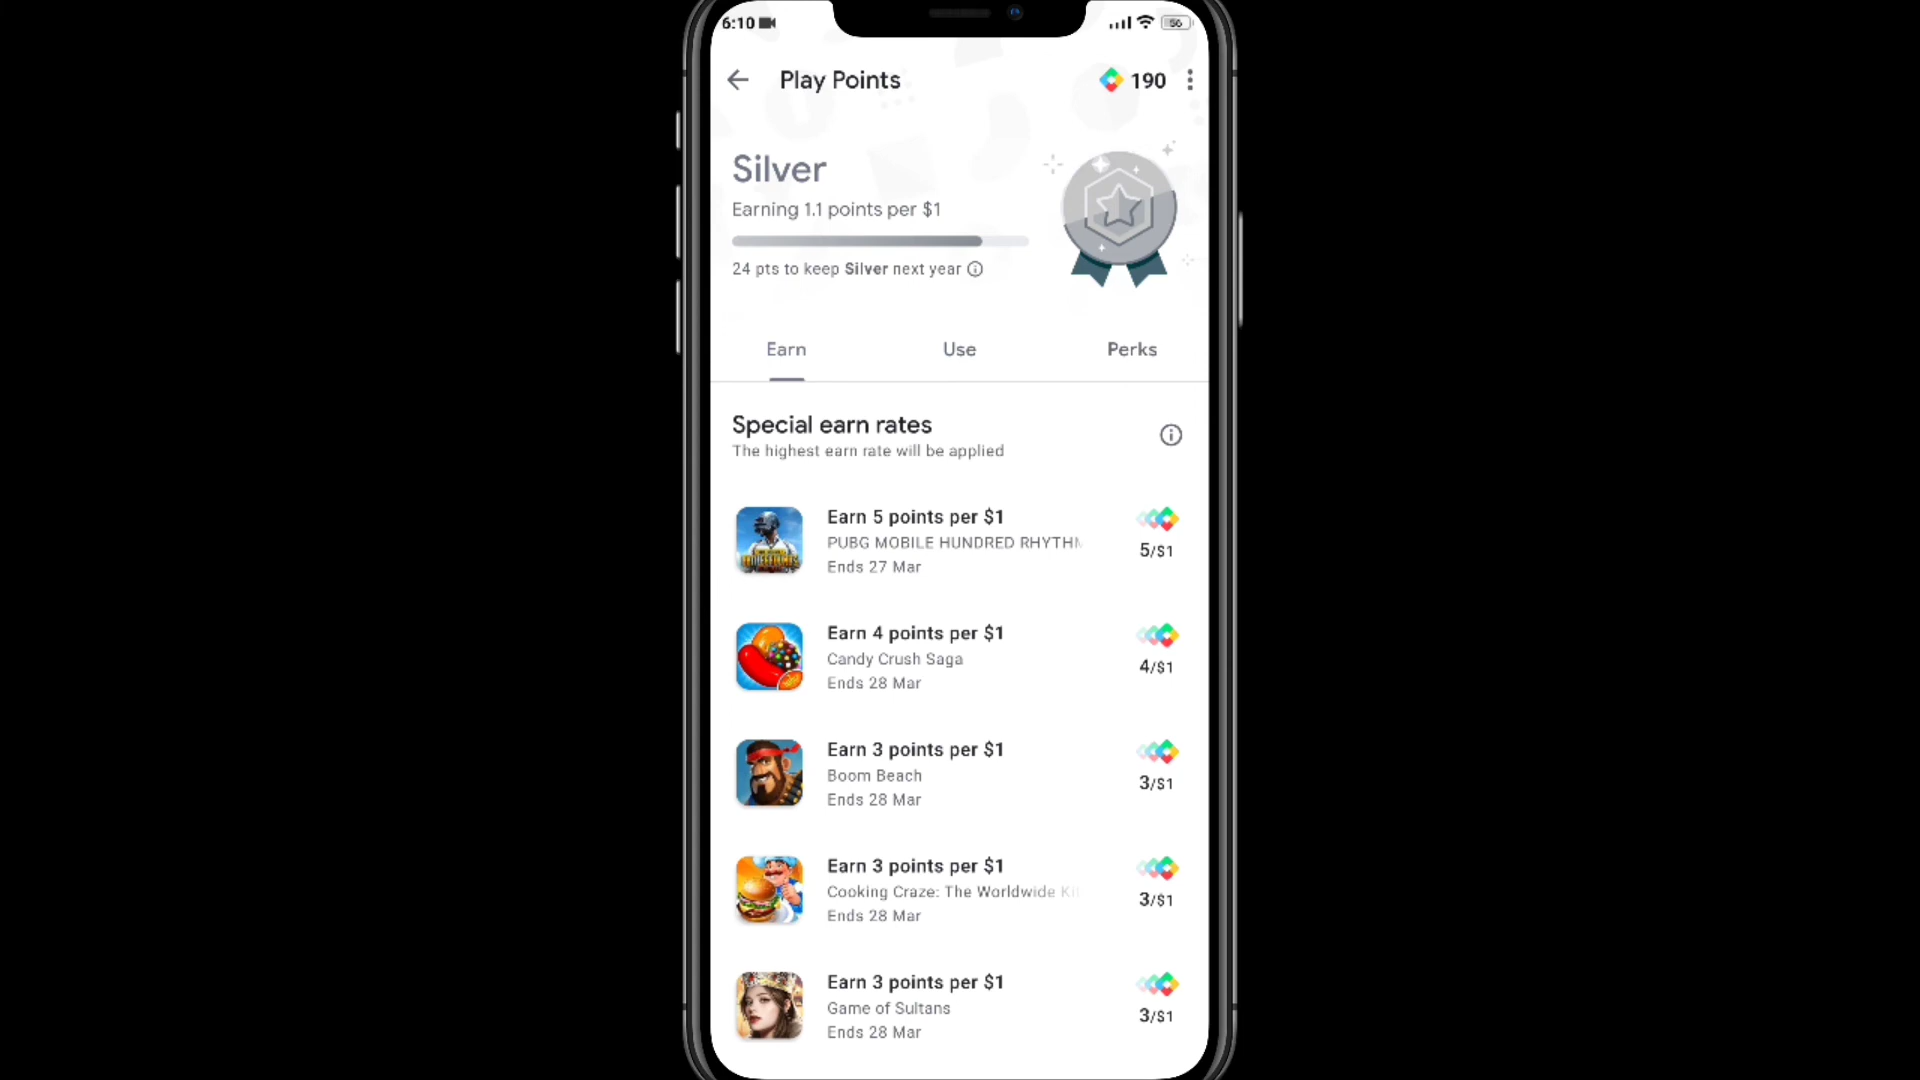 6:10
56
Play Points
190
Silver
Earning 1.1 points per $1
24 pts to keep Silver next year
Earn
Use
Perks
Special earn rates
The highest earn rate will be applied
Earn 5 points per $1
PUBG MOBILE HUNDRED RHYTHM
Ends 27 Mar
5/$1
Earn 4 points per $1
Candy Crush Saga
Ends 28 Mar
4/$1
Earn 3 points per $1
Boom Beach
Ends 28 Mar
3/$1
Earn 3 points per $1
Cooking Craze: The Worldwide
Ends 28 Mar
3/$1
Earn 3 points per $1
Game of Sultans
Ends 28 Mar
3/$1